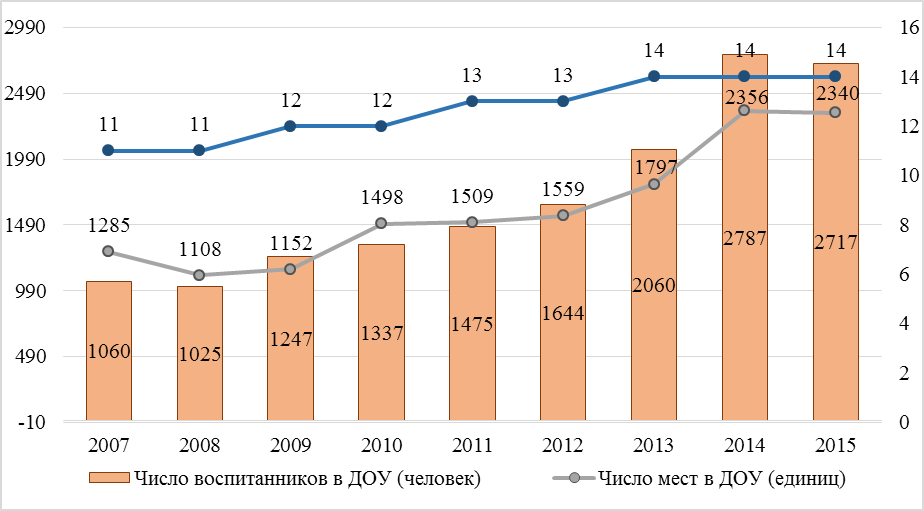 2990 16
11 11 12 12 13 13 14 14 14
2490 14
2356 2340
1990 12
1797
1498 1509 1559 10
1490 1285 1108 1152 8
2787 2717
990 2060 6
1644
1060 1025 1247 1337 1475
490 4
2
-10 0
2007 2008 2009 2010 2011 2012 2013 2014 2015
Число воспитанников в ДОУ (человек) Число мест в ДОУ (единиц)